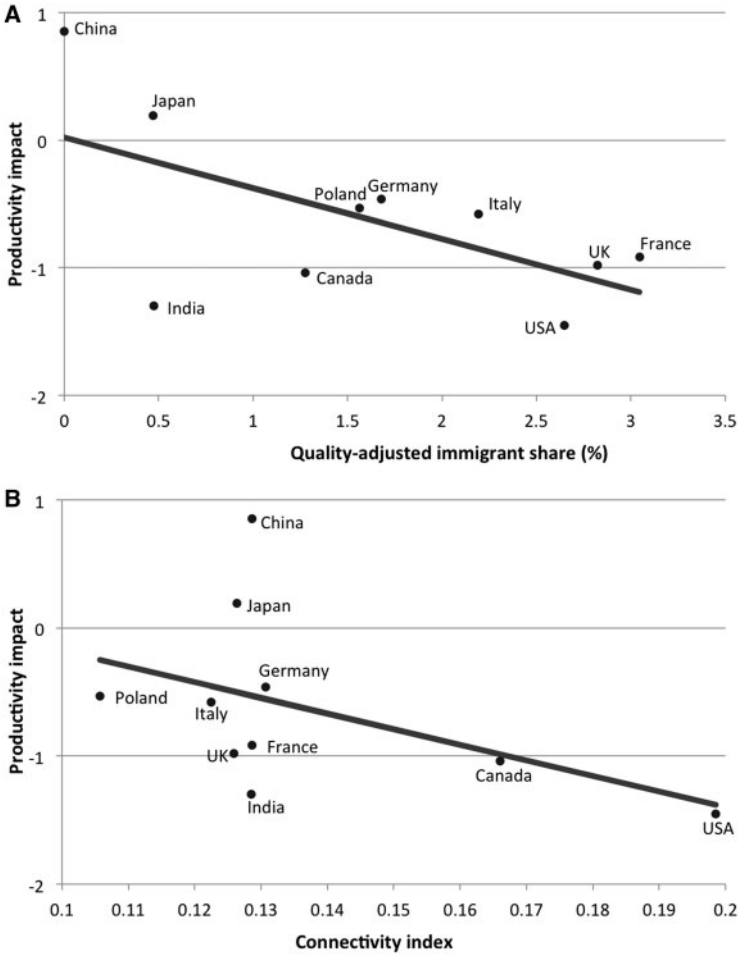 A
1
China
Japan
0
Productivity impact
Poland
Germany
Italy
UK
France
-1
Canada
India
USA
-2
0 0.5 1 1.5 2 2.5 3 3.5
Quality-adjusted immigrant share (%)
B
1
China
Japan
0
Productivity impact
Germany
Poland
Italy
UK
France
-1
Canada
India
USA
-2
0.1 0.11 0.12 0.13 0.14 0.15 0.16 0.17 0.18 0.19 0.2
Connectivity index